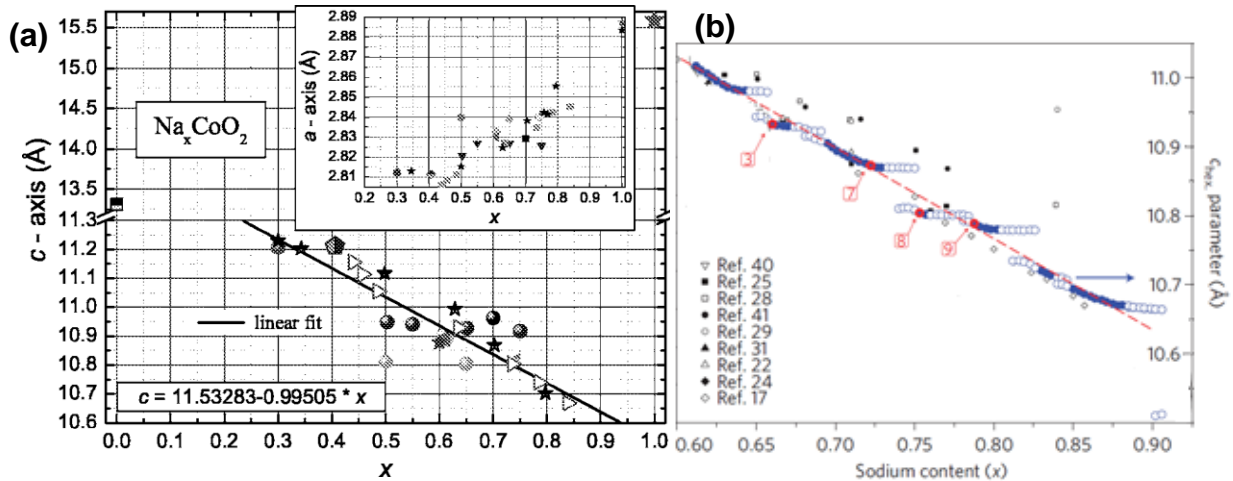 (a)
15.5
15.0
14.5
14.0
13.5
11.3
11.2
11.1
11.0
10.9
10.8
10.7
10.6
c - axis (Å)
NaxCoO2
linear fit
c = 11.53283-0.99505 * x
0.0 0.1 0.2 0.3 0.4 0.5 0.6 0.7 0.8 0.9 1.0
x
2.89
2.88
2.86
2.85
2.84
2.83
2.82
2.81
a - axis (Å)
0.2 0.3 0.4 0.5 0.6 0.7 0.8 0.9 1.0
x
(b)
11.0
10.9
10.8
10.7
10.6
chex. parameter (Å)
3
7
8
9
Ref. 40
Ref. 25
Ref. 28
Ref. 41
Ref. 29
Ref. 31
Ref. 22
Ref. 24
Ref. 17
0.60 0.65 0.70 0.75 0.80 0.85 0.90
Sodium content (x)